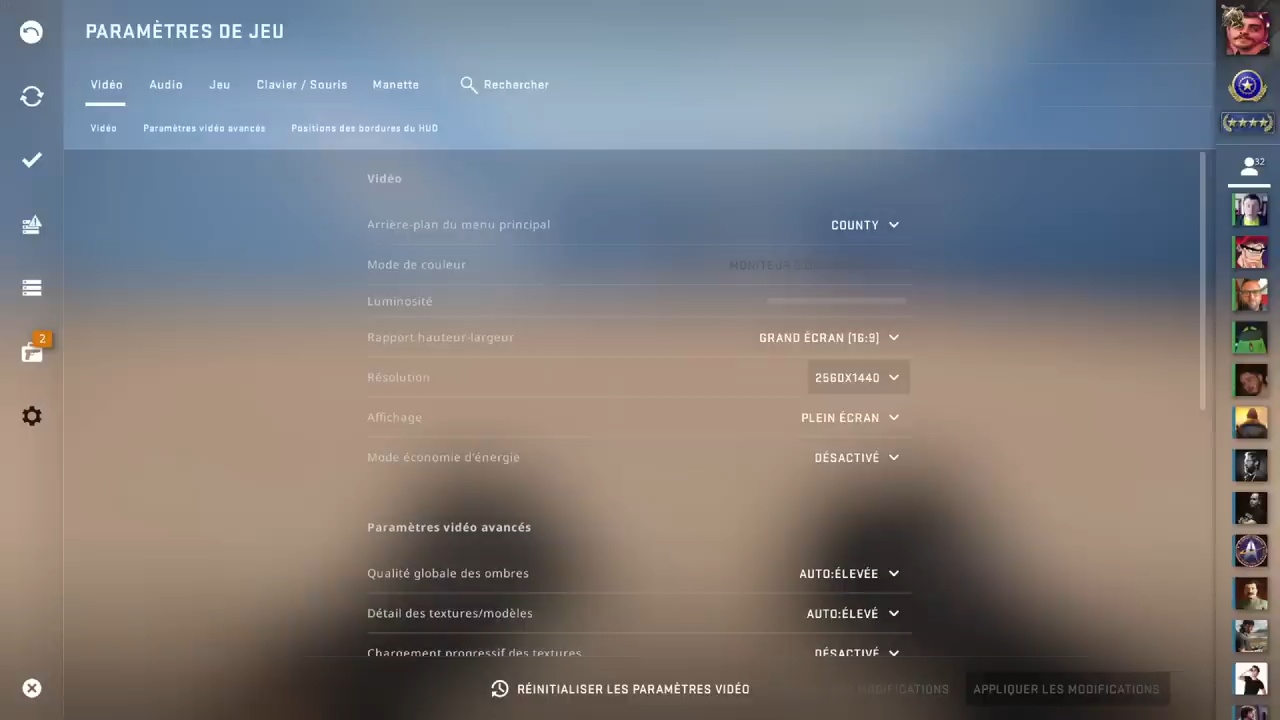 PARAMÈTRES DE JEU
Vidéo Audio Jeu Clavier / Souris Manette Rechercher
Vidéo Paramètres vidéo avancés Positions des bordures du HUD
32
Vidéo
Arrière-plan du menu principal COUNTY
Mode de couleur MONITEUR
Luminosité
Rapport hauteur-largeur GRAND ÉCRAN (16:9)
2
Résolution 2560X1440
Affichage PLEIN ÉCRAN
Mode économie d'énergie DÉSACTIVÉ
Paramètres vidéo avancés
Qualité globale des ombres AUTO:ÉLEVÉE
Détail des textures/modèles AUTO:ÉLEVÉ
Chargement progressif des textures DÉSACTIVÉ
RÉINITIALISER LES PARAMÈTRES VIDÉO APPLIQUER LES MODIFICATIONS